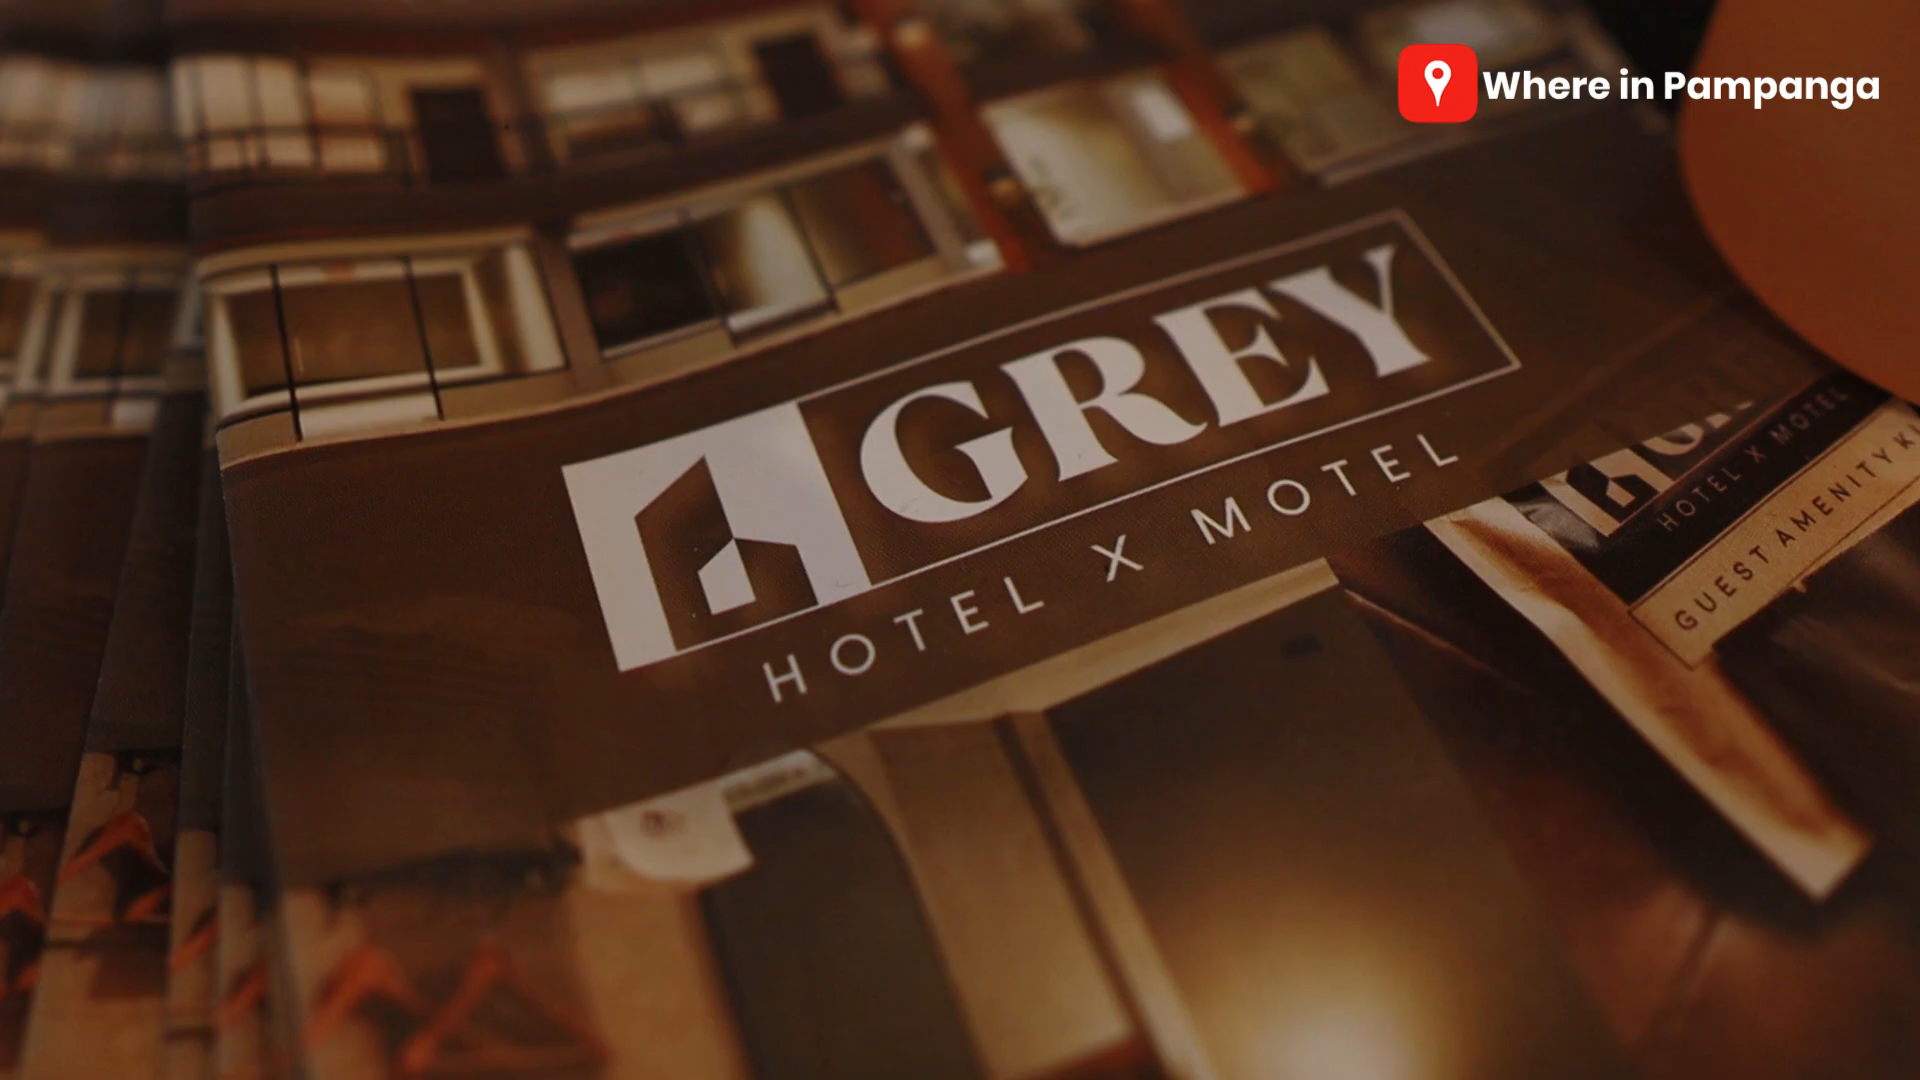 Where in Pampanga
GREY
HOTEL X MOTEL
HOTEL X MOTEL
GUEST AMENITY